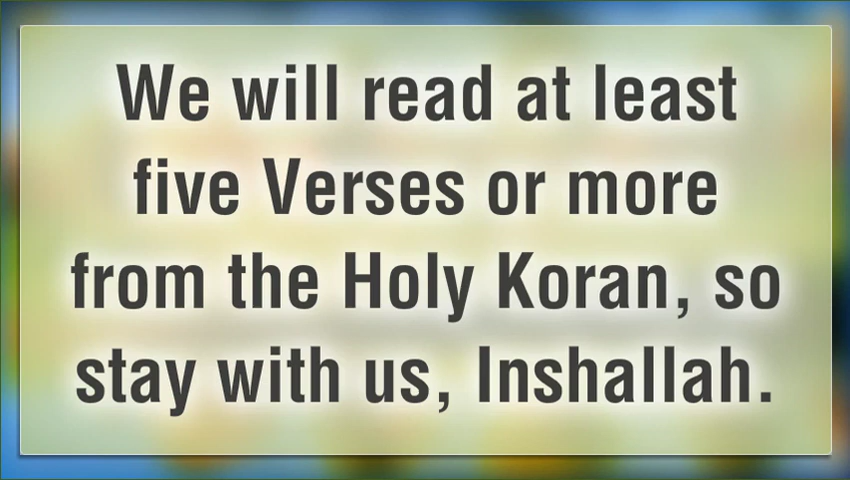 We will read at least
five Verses or more
from the Holy Koran, so
stay with us, Inshallah.